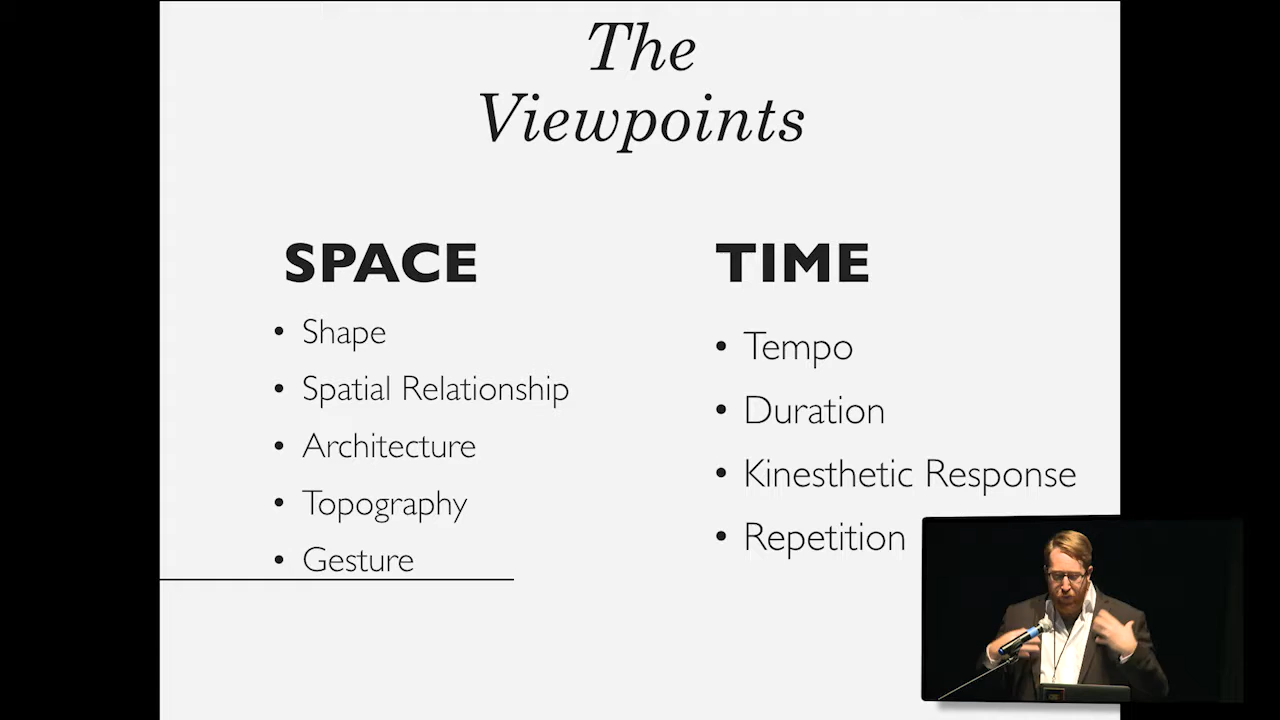 The
Viewpoints
SPACE
• Shape
• Spatial Relationship
• Architecture
• Topography
• Gesture
TIME
• Tempo
• Duration
• Kinesthetic Response
• Repetition